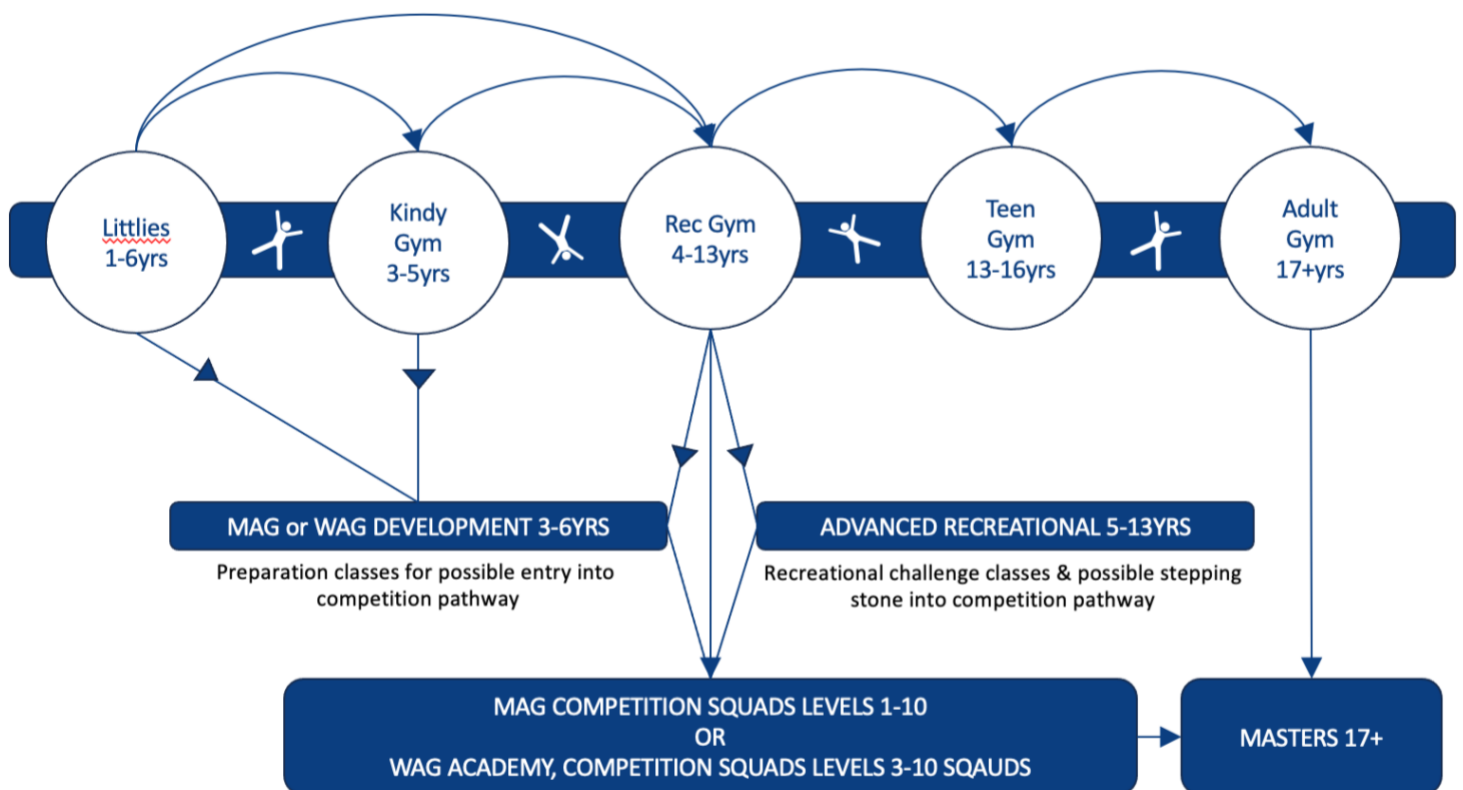 Littlies
1-6yrs
Kindy
Gym
3-5yrs
Rec Gym
4-13yrs
Teen
Gym
13-16yrs
Adult
Gym
17+yrs
MAG or WAG DEVELOPMENT 3-6YRS
Preparation classes for possible entry into
competition pathway
ADVANCED RECREATIONAL 5-13YRS
Recreational challenge classes & possible stepping
stone into competition pathway
MAG COMPETITION SQUADS LEVELS 1-10
OR
WAG ACADEMY, COMPETITION SQUADS LEVELS 3-10 SQAUDS
MASTERS 17+